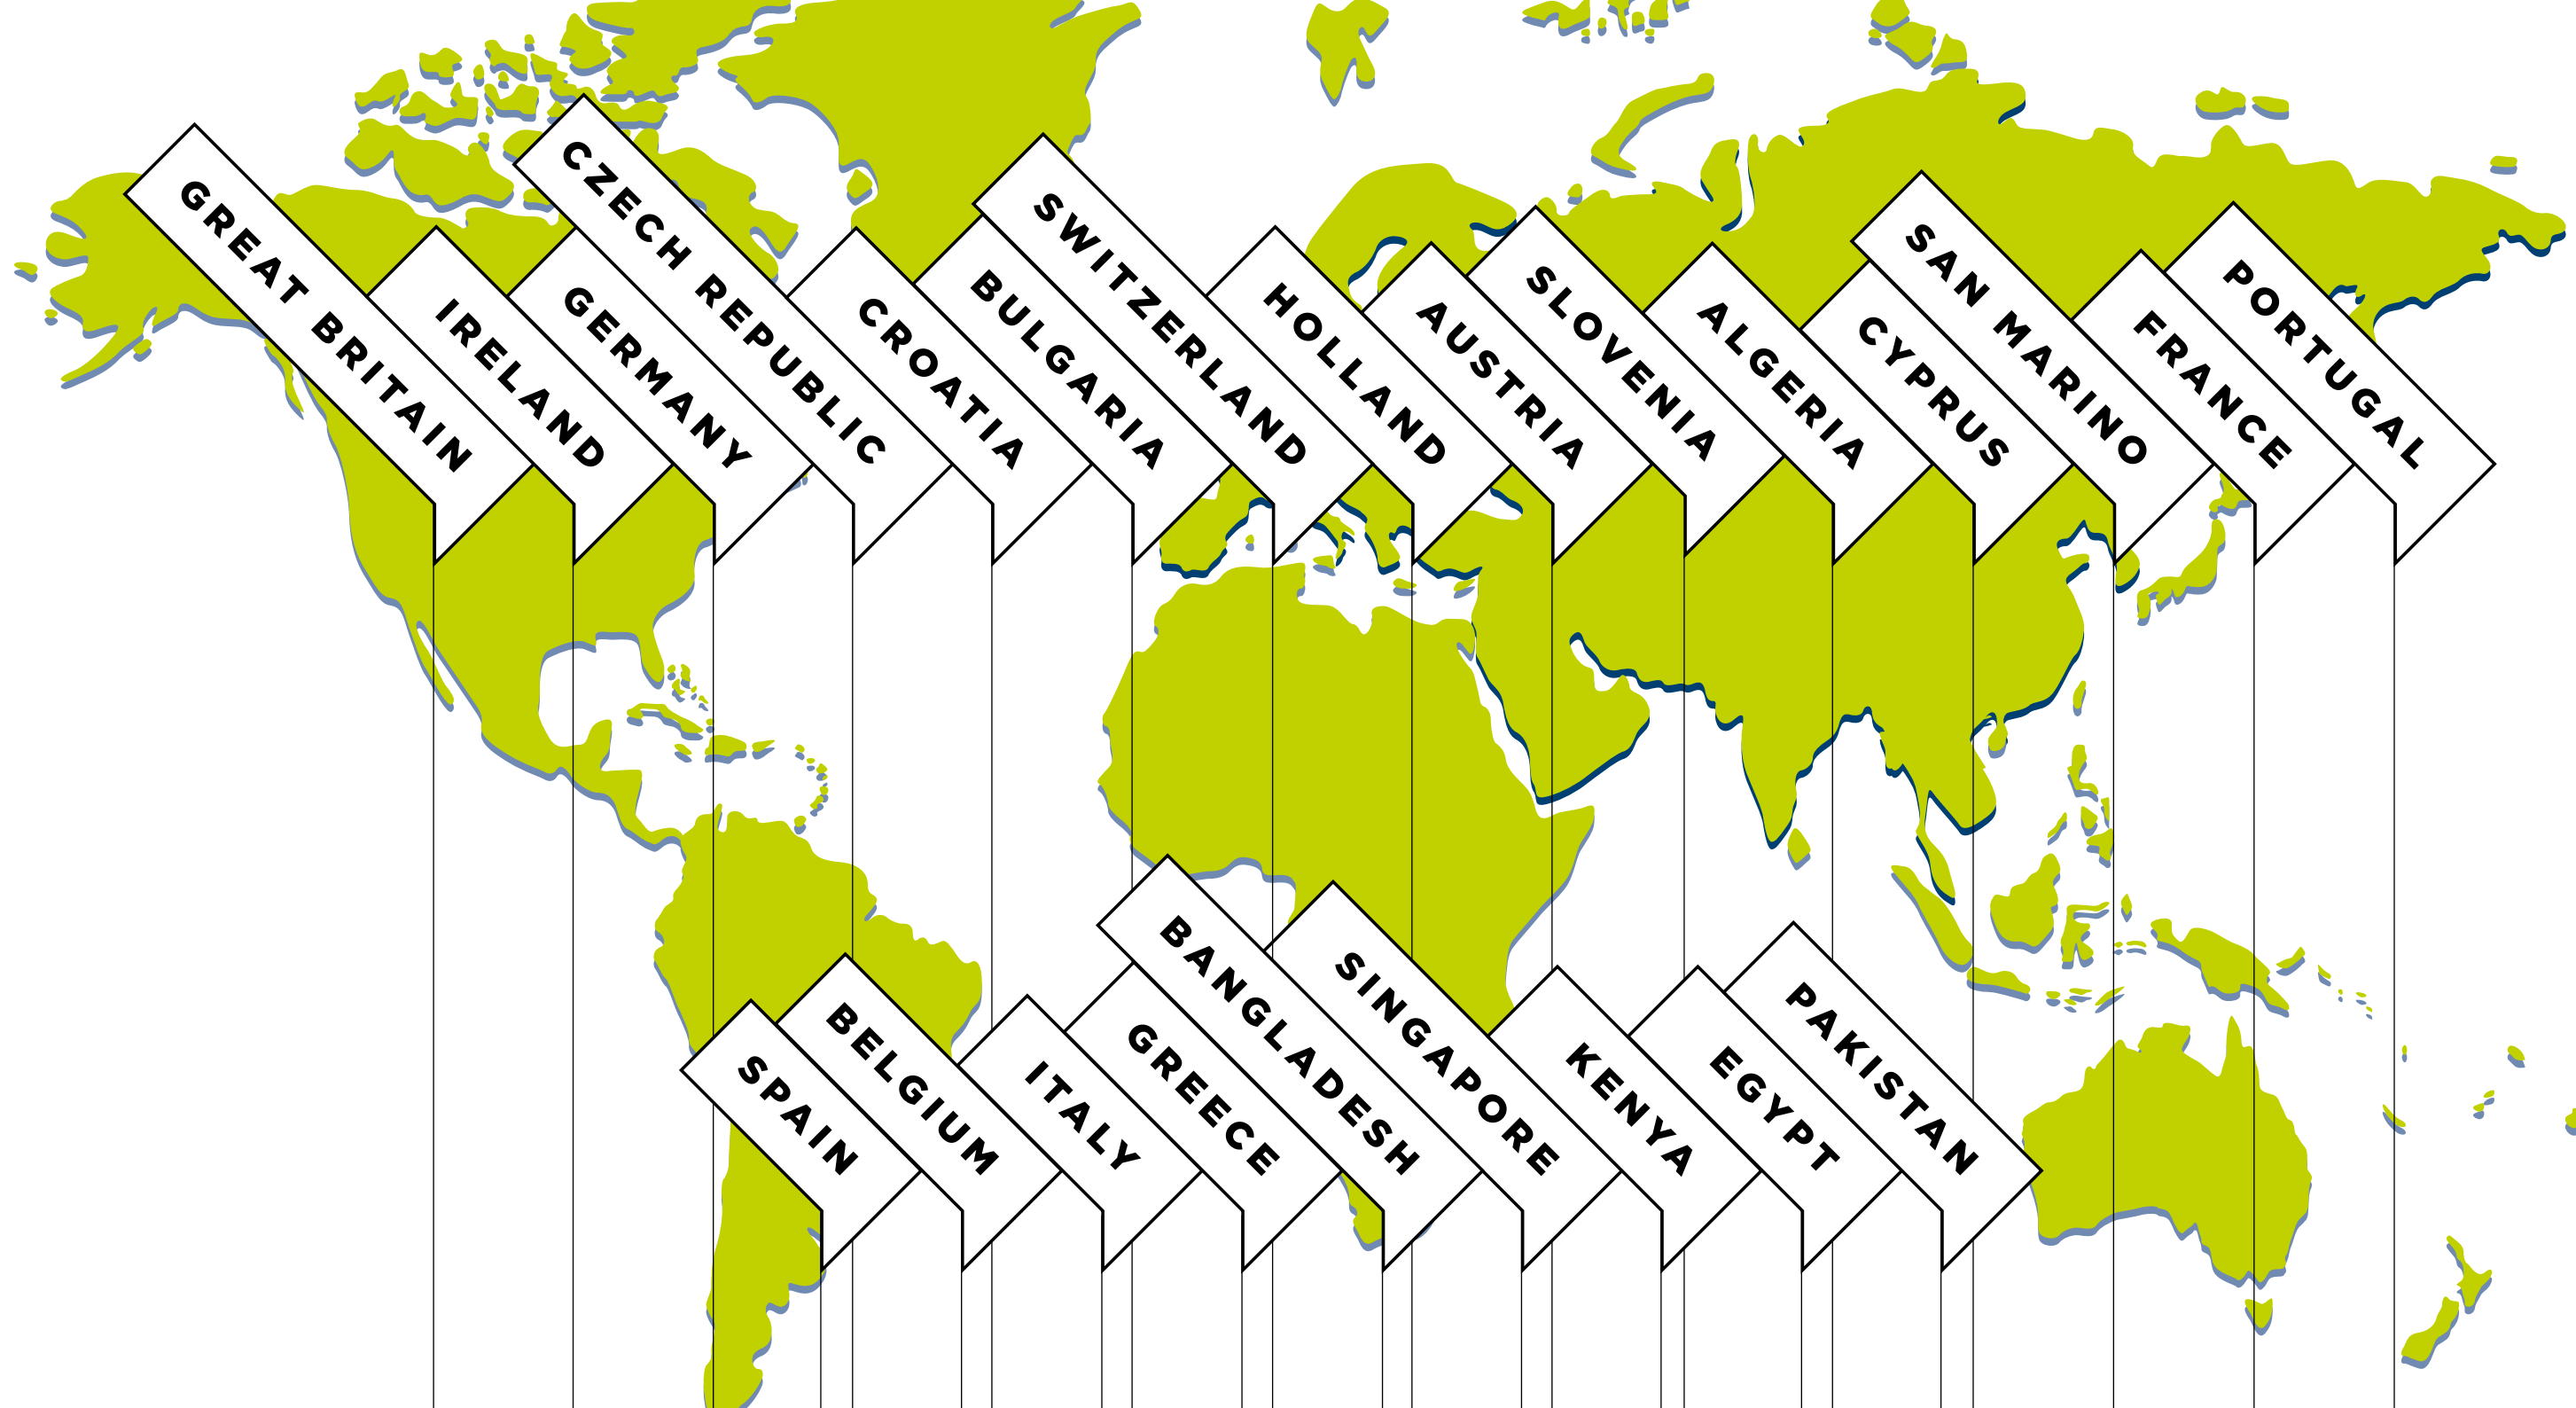 GREAT BRITAIN
IRELAND
GERMANY
CZECH REPUBLIC
CROATIA
BULGARIA
SWITZERLAND
HOLLAND
AUSTRIA
SLOVENIA
ALGERIA
CYPRUS
SAN MARINO
FRANCE
PORTUGAL
SPAIN
BELGIUM
ITALY
GREECE
BANGLADESH
SINGAPORE
KENYA
EGYPT
PAKISTAN